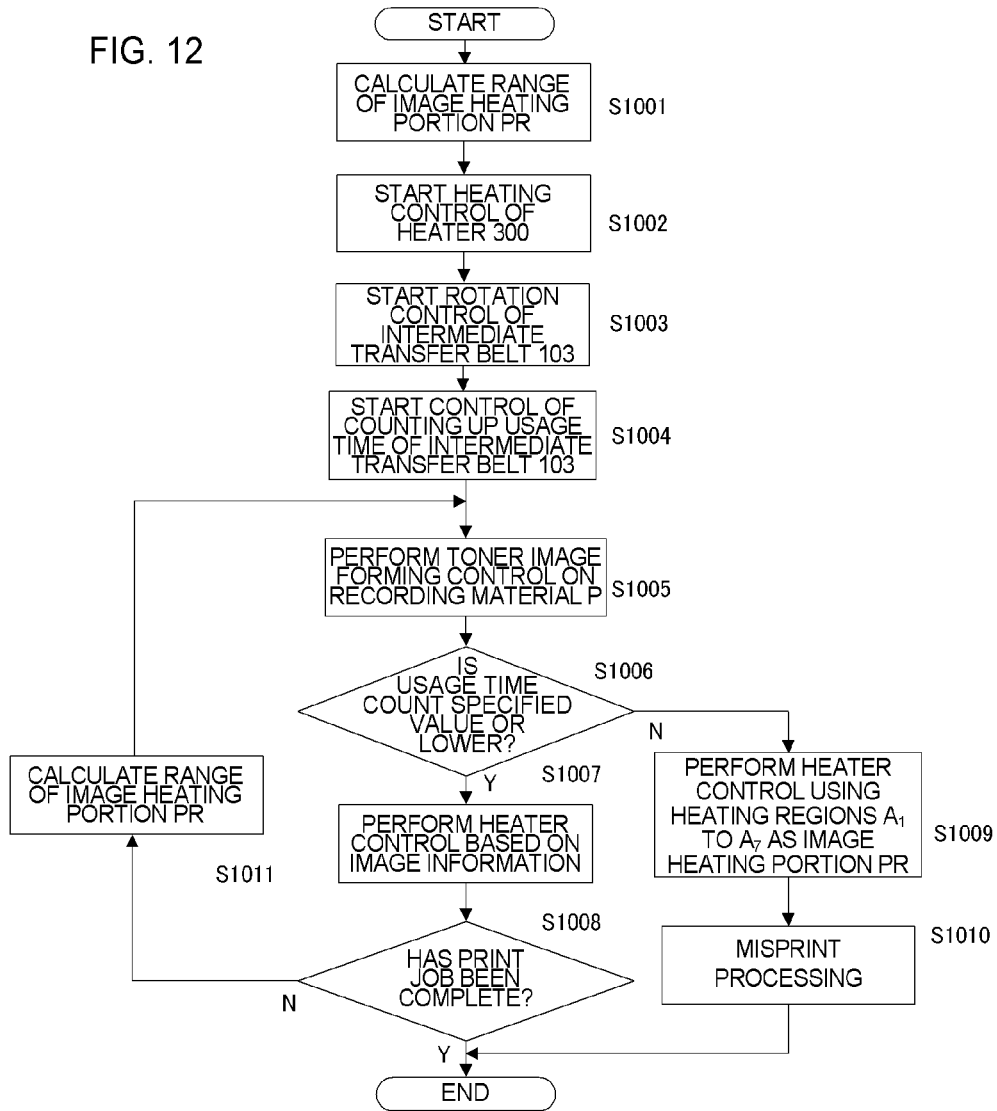 FIG. 12
START
CALCULATE RANGE
OF IMAGE HEATING
PORTION PR
S1001
START HEATING
CONTROL OF
HEATER 300
S1002
START ROTATION
CONTROL OF
INTERMEDIATE
TRANSFER BELT 103
S1003
START CONTROL OF
COUNTING UP USAGE
TIME OF INTERMEDIATE
TRANSFER BELT 103
S1004
PERFORM TONER IMAGE
FORMING CONTROL ON
RECORDING MATERIAL P
S1005
IS
USAGE TIME
COUNT SPECIFIED
VALUE OR
LOWER?
S1006
N
Y
S1007
PERFORM HEATER
CONTROL BASED ON
IMAGE INFORMATION
PERFORM HEATER
CONTROL USING
HEATING REGIONS A₁
TO A₇ AS IMAGE
HEATING PORTION PR
S1009
CALCULATE RANGE
OF IMAGE HEATING
PORTION PR
S1011
S1008
HAS PRINT
JOB BEEN
COMPLETE?
N
Y
MISPRINT
PROCESSING
S1010
END